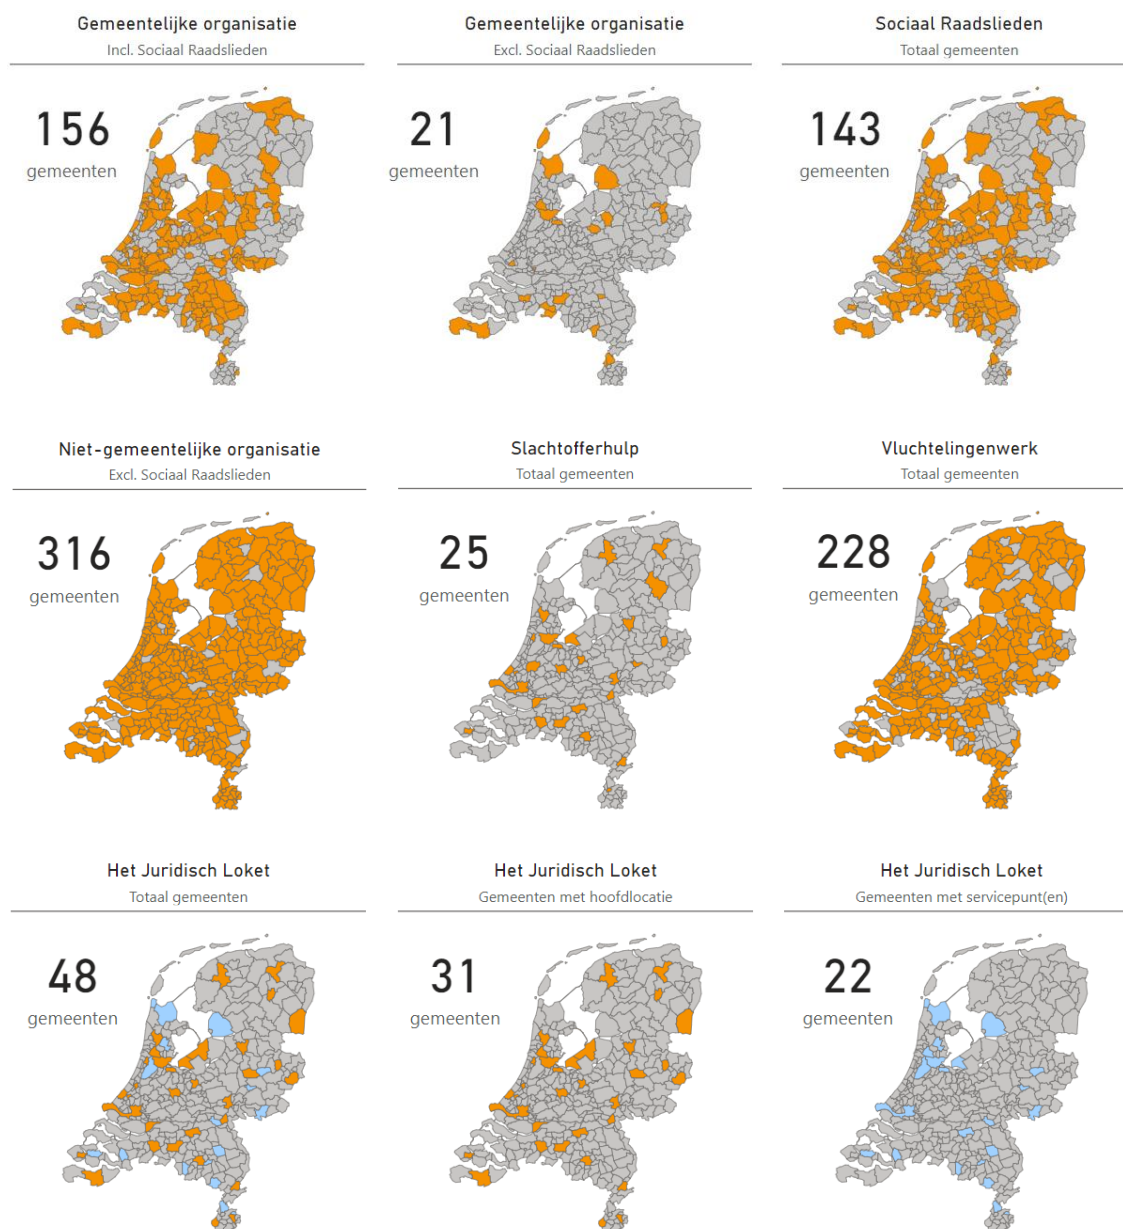 Gemeentelijke organisatie
Incl. Sociaal Raadslieden
156
gemeenten
Gemeentelijke organisatie
Excl. Sociaal Raadslieden
21
gemeenten
Sociaal Raadslieden
Totaal gemeenten
143
gemeenten
Niet-gemeentelijke organisatie
Excl. Sociaal Raadslieden
316
gemeenten
Slachtofferhulp
Totaal gemeenten
25
gemeenten
Vluchtelingenwerk
Totaal gemeenten
228
gemeenten
Het Juridisch Loket
Totaal gemeenten
48
gemeenten
Het Juridisch Loket
Gemeenten met hoofdlocatie
31
gemeenten
Het Juridisch Loket
Gemeenten met servicepunt(en)
22
gemeenten